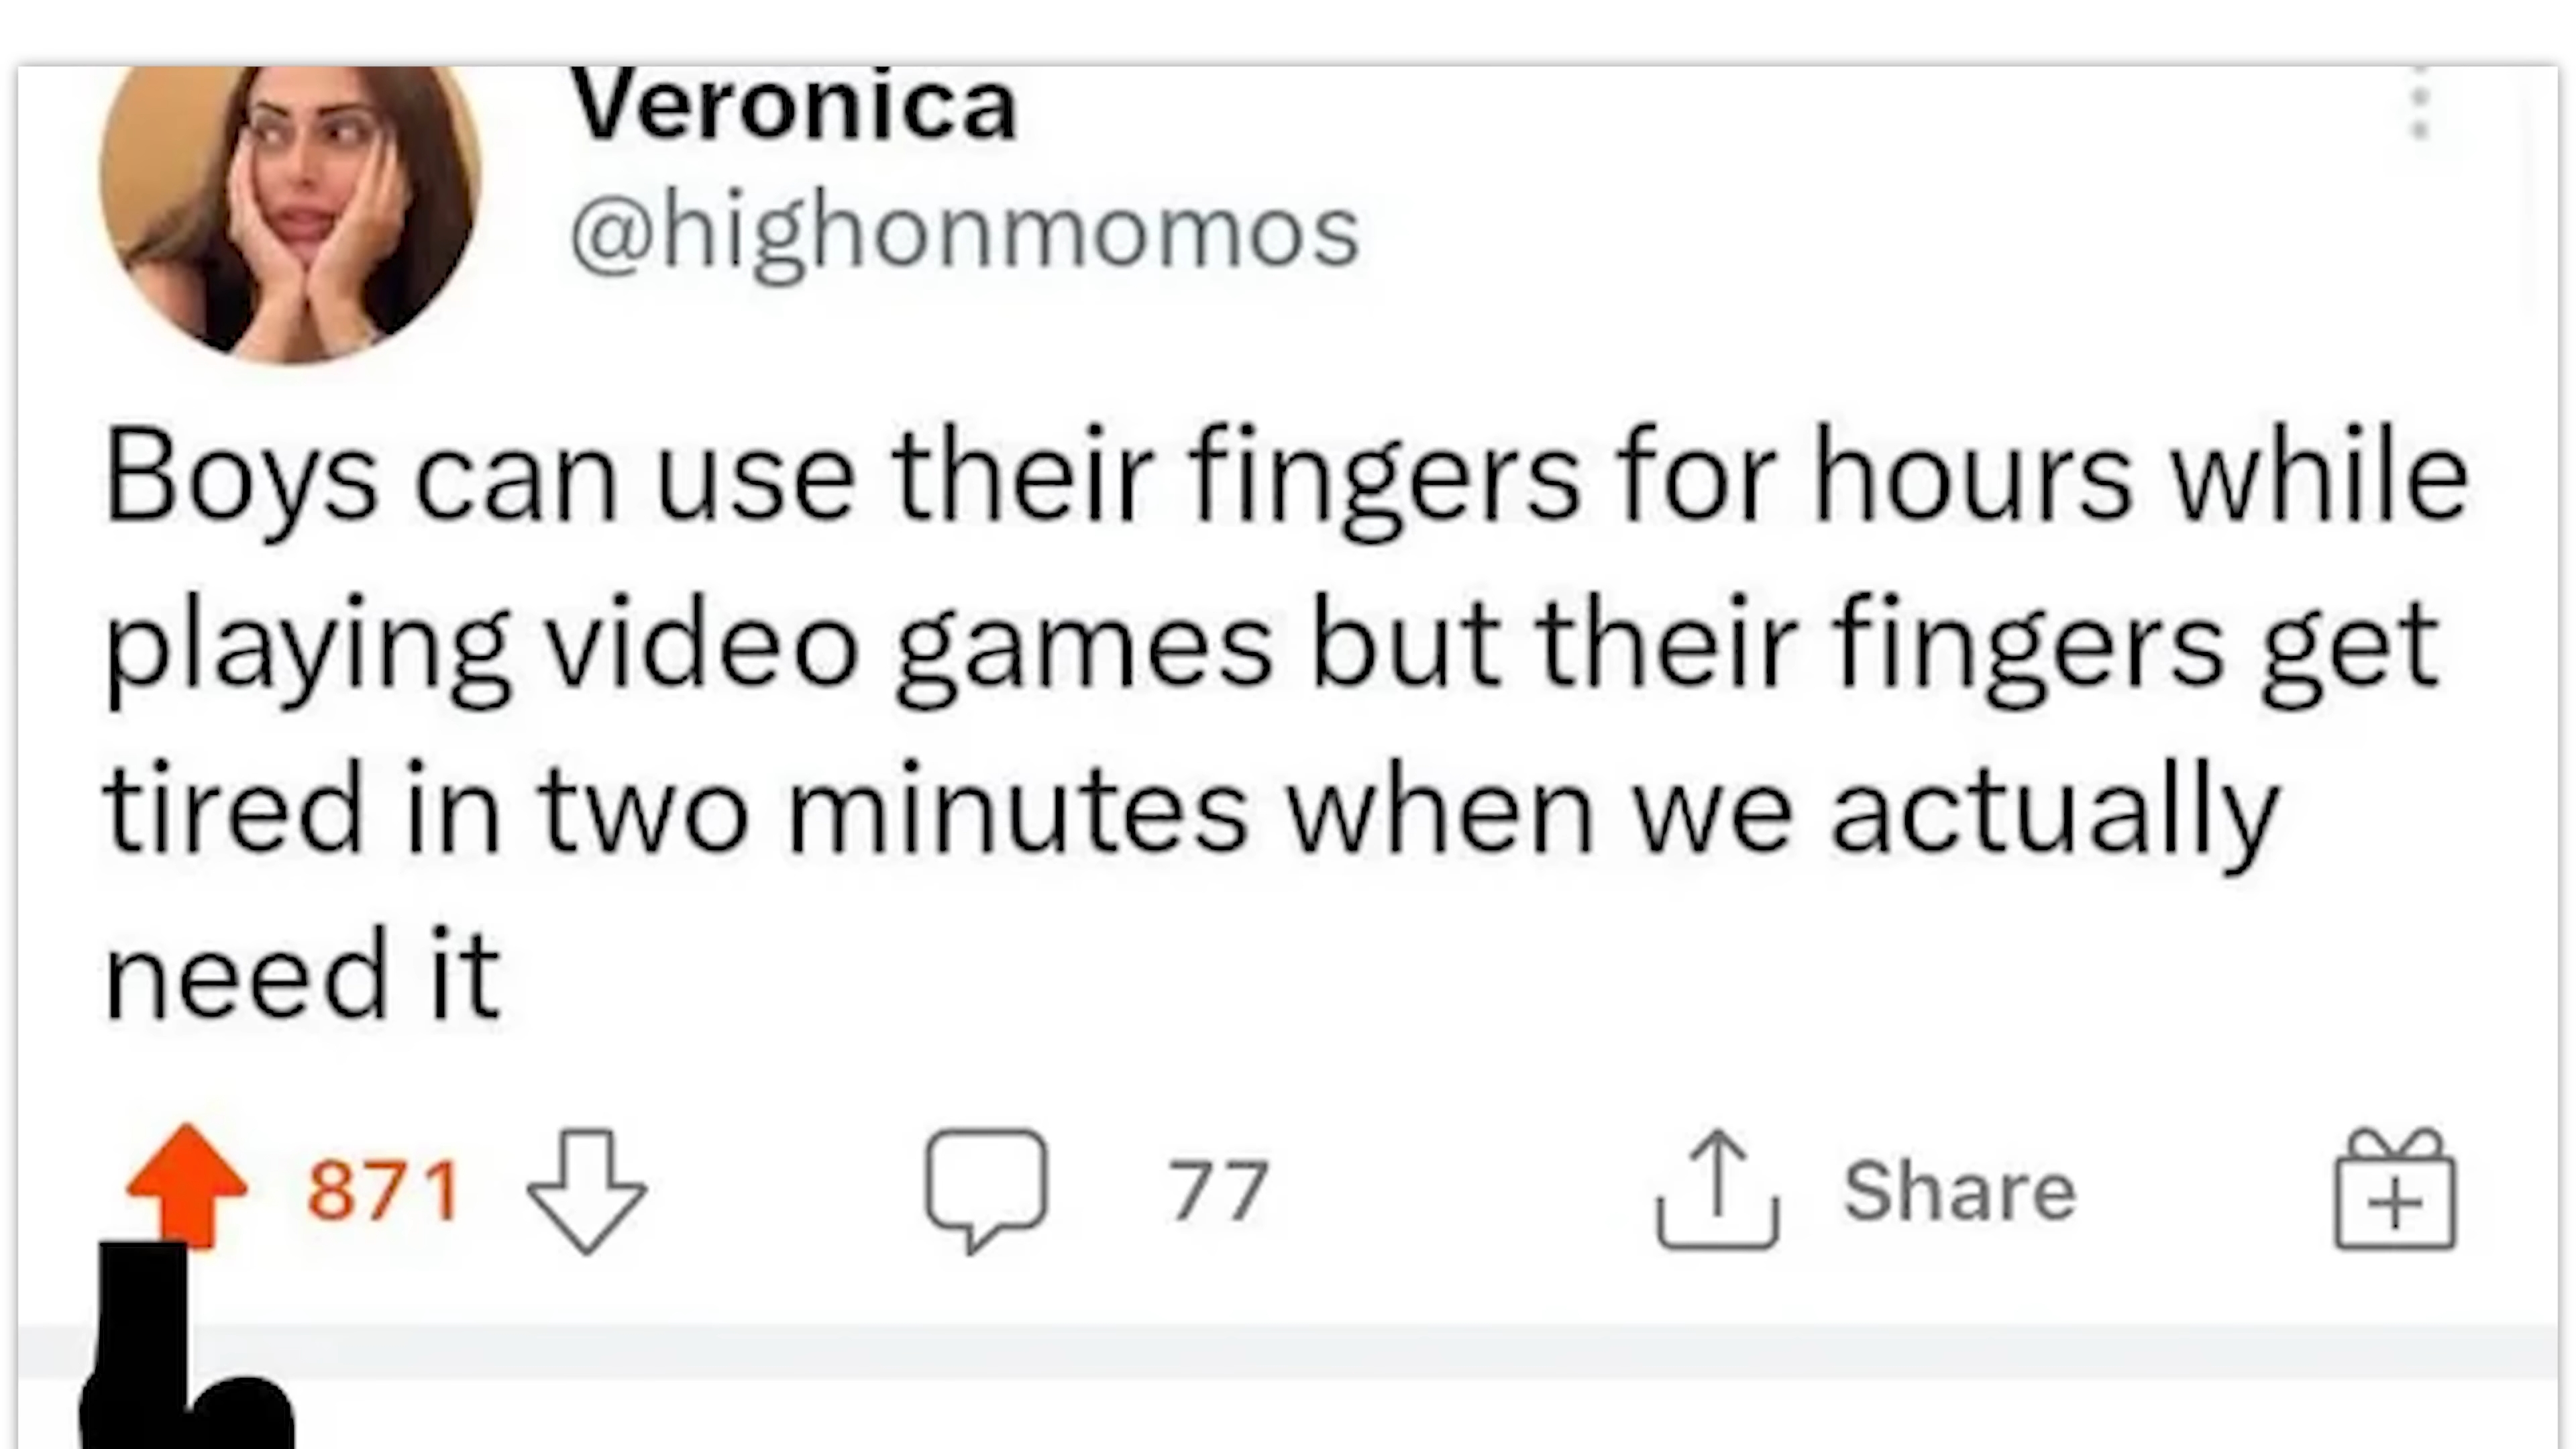 Veronica
@highonmomos
Boys can use their fingers for hours while
playing video games but their fingers get
tired in two minutes when we actually
need it
871 77 Share